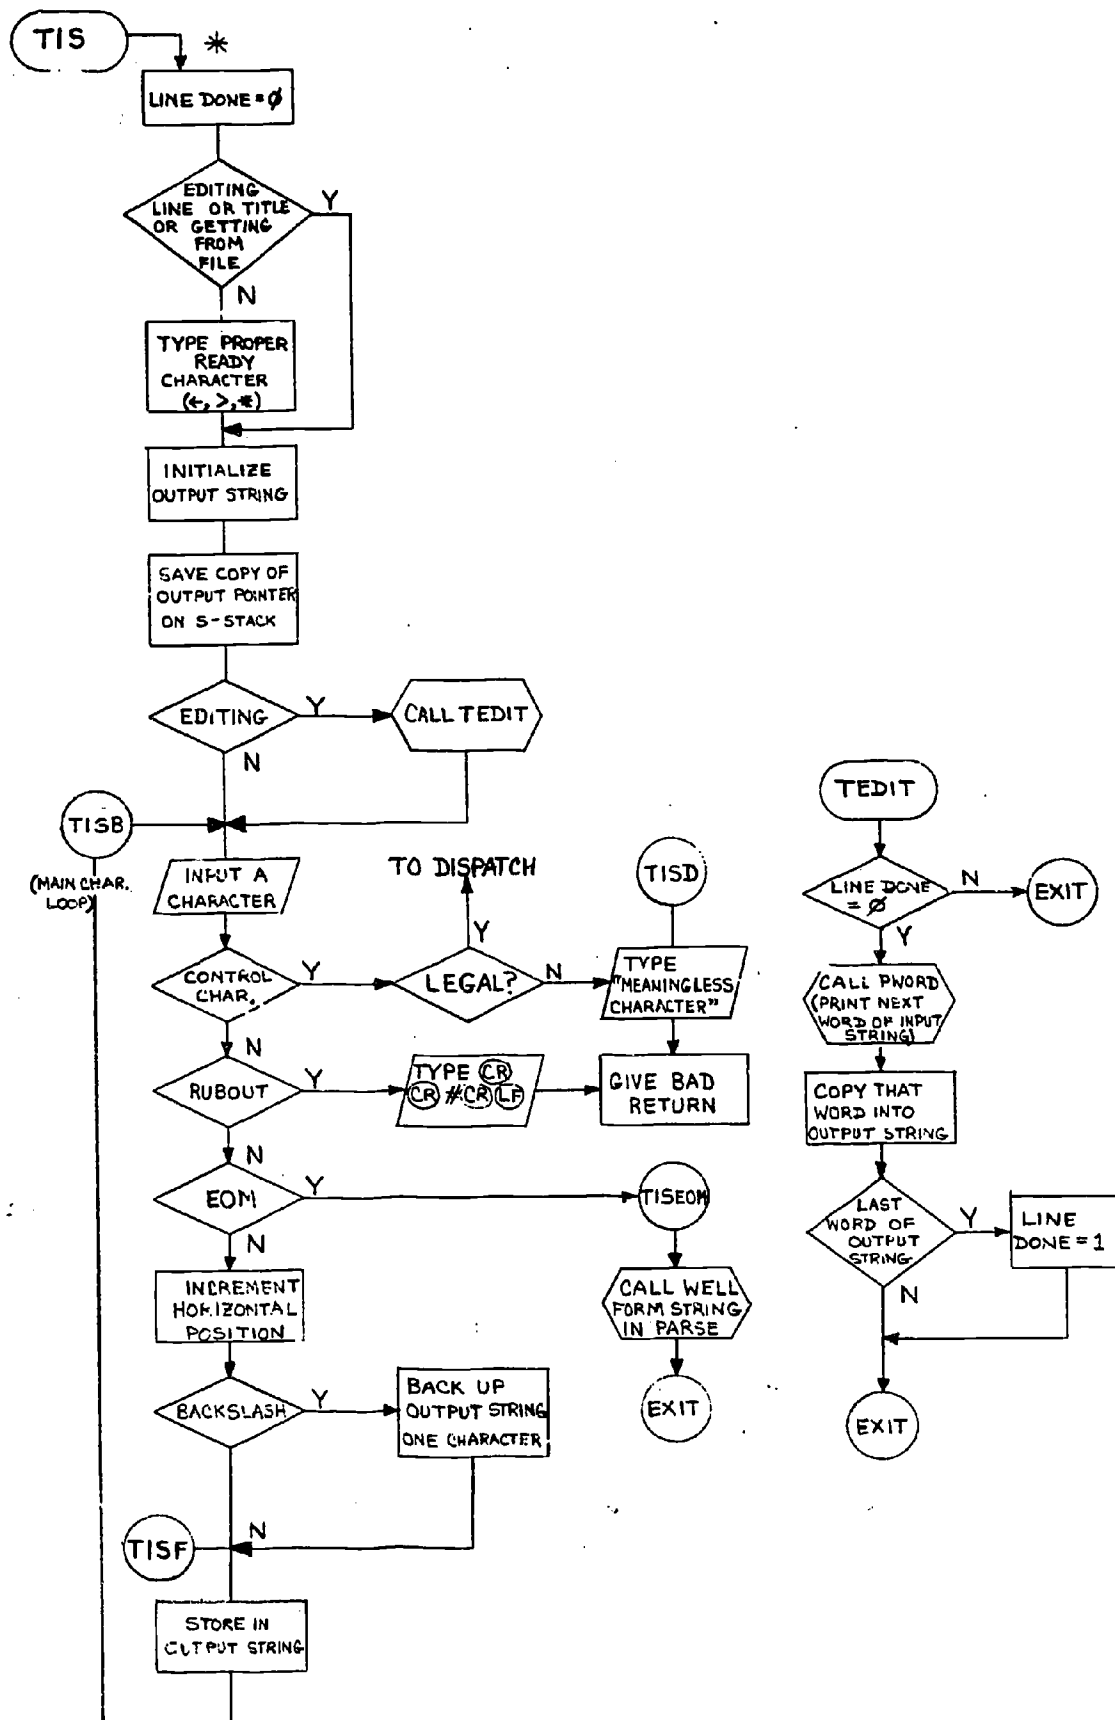 TIS
*
LINE DONE = Ø
EDITING
LINE OR TITLE
OR GETTING
FROM
FILE
Y
N
TYPE PROPER
READY
CHARACTER
(←, >, *)
INITIALIZE
OUTPUT STRING
SAVE COPY OF
OUTPUT POINTER
ON S-STACK
EDITING
Y
N
CALL TEDIT
TISB
(MAIN CHAR.
LOOP)
INPUT A
CHARACTER
CONTROL
CHAR.
Y
N
TO DISPATCH
Y
LEGAL?
N
TISD
TYPE
"MEANINGLESS
CHARACTER"
RUBOUT
Y
N
TYPE CR
CR # CR LF
GIVE BAD
RETURN
EOM
Y
N
TISEOM
CALL WELL
FORM STRING
IN PARSE
EXIT
INCREMENT
HORIZONTAL
POSITION
BACKSLASH
Y
BACK UP
OUTPUT STRING
ONE CHARACTER
N
TISF
STORE IN
OUTPUT STRING
TEDIT
LINE DONE
= Ø
N
EXIT
Y
CALL PWORD
(PRINT NEXT
WORD OF INPUT
STRING)
COPY THAT
WORD INTO
OUTPUT STRING
LAST
WORD OF
OUTPUT
STRING
Y
LINE
DONE = 1
N
EXIT